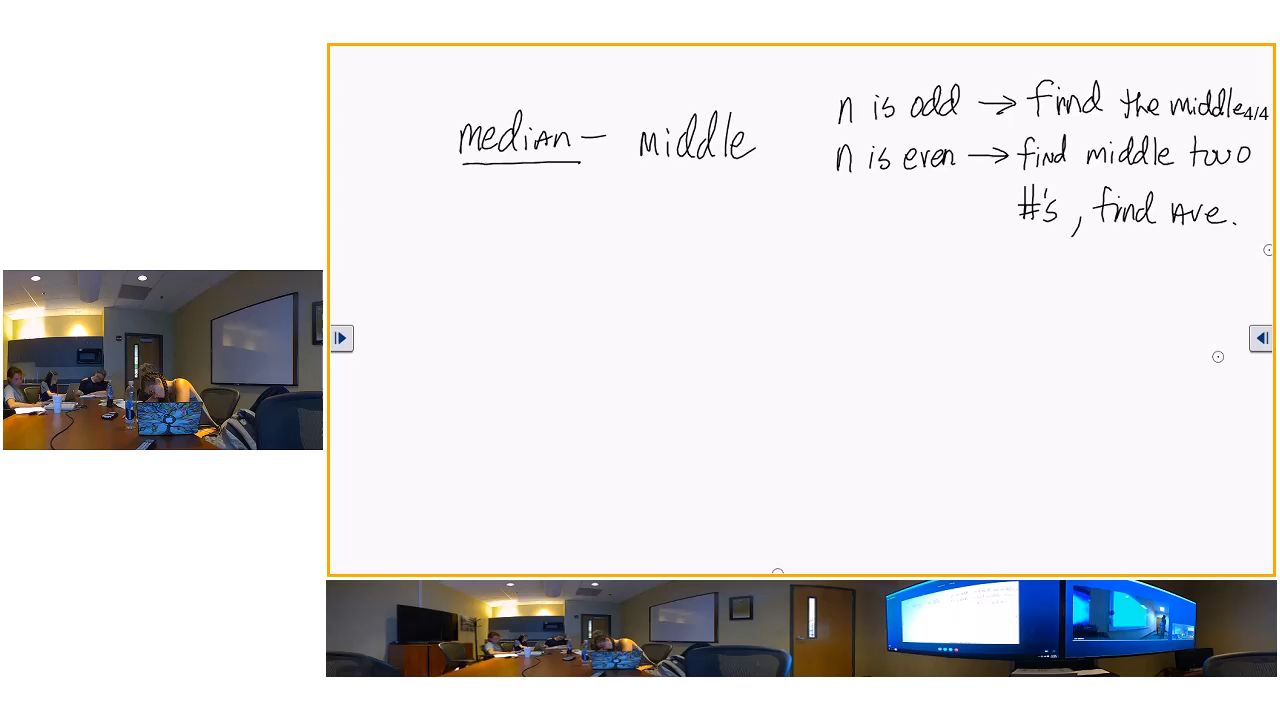 median - middle
n is odd → find the middle
4/4
n is even → find middle two
#'s, find Ave.